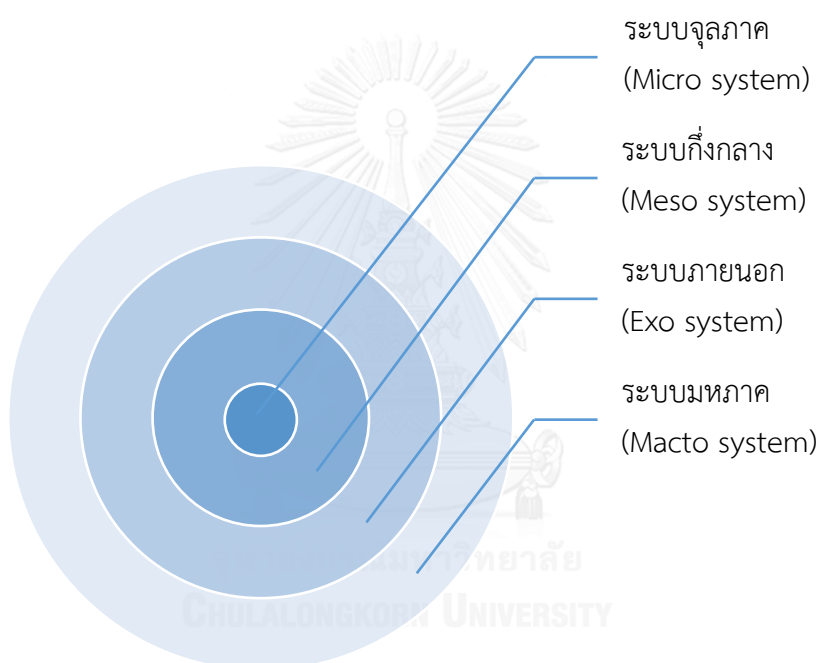 ระบบจุลภาค
(Micro system)
ระบบกึ่งกลาง
(Meso system)
ระบบภายนอก
(Exo system)
ระบบมหภาค
(Macto system)
CHULALONGKORN UNIVERSITY